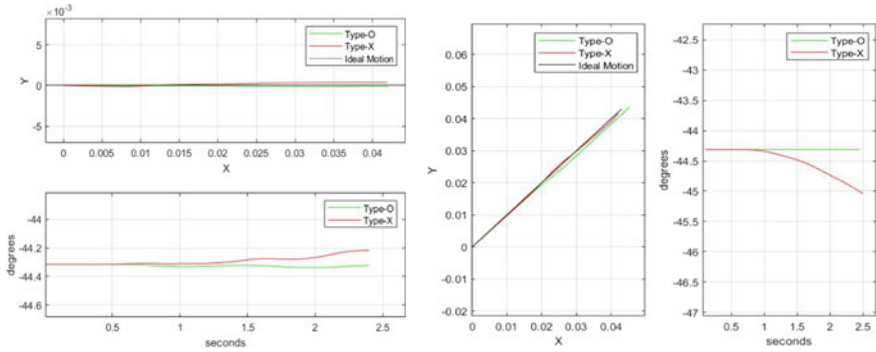 ×10⁻³
5
0
-5
Y
0
0.005
0.01
0.015
0.02
0.025
0.03
0.035
0.04
X
Type-O
Type-X
Ideal Motion
-44
-44.2
-44.4
-44.6
degrees
0.5
1
1.5
2
2.5
seconds
Type-O
Type-X
0.06
0.05
0.04
0.03
0.02
0.01
0
-0.01
-0.02
Y
0
0.01
0.02
0.03
0.04
X
Type-O
Type-X
Ideal Motion
-42.5
-43
-43.5
-44
-44.5
-45
-45.5
-46
-46.5
-47
degrees
0.5
1
1.5
2
2.5
seconds
Type-O
Type-X